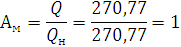 Aм = Q/Qн = 270,77/270,77 = 1